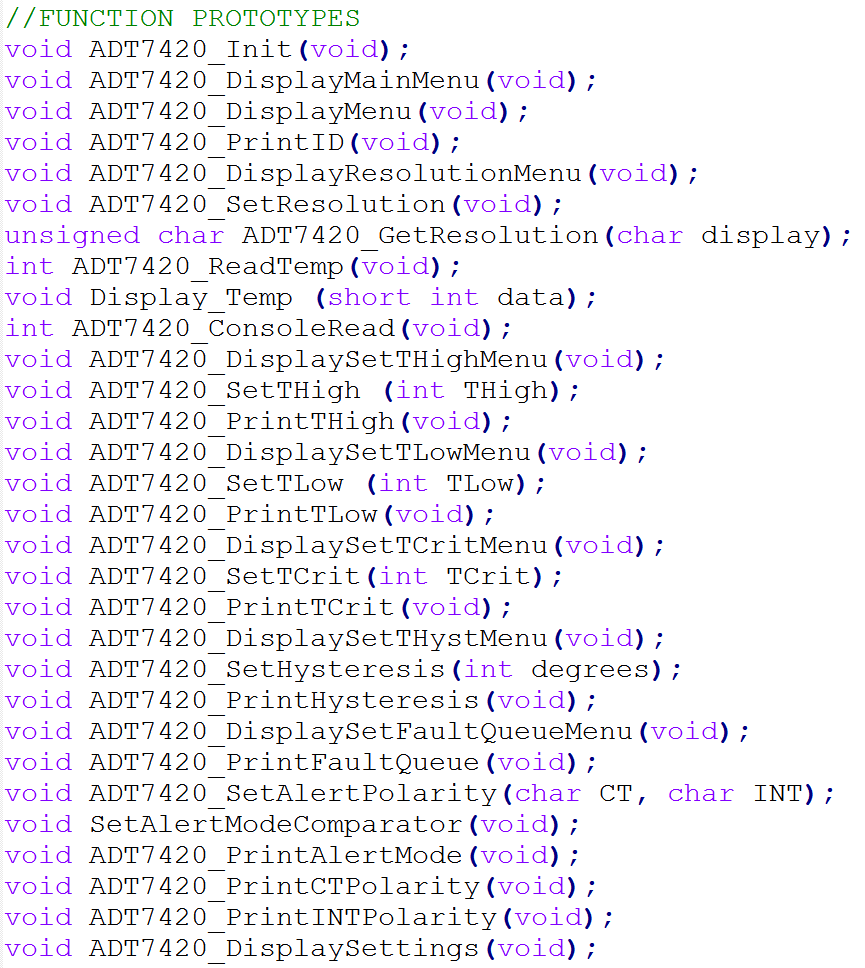 //FUNCTION PROTOTYPES
void ADT7420_Init(void);
void ADT7420_DisplayMainMenu(void);
void ADT7420_DisplayMenu(void);
void ADT7420_PrintID(void);
void ADT7420_DisplayResolutionMenu(void);
void ADT7420_SetResolution(void);
unsigned char ADT7420_GetResolution(char display);
int ADT7420_ReadTemp(void);
void Display_Temp (short int data);
int ADT7420_ConsoleRead(void);
void ADT7420_DisplaySetTHighMenu(void);
void ADT7420_SetTHigh (int THigh);
void ADT7420_PrintTHigh(void);
void ADT7420_DisplaySetTLowMenu(void);
void ADT7420_SetTLow (int TLow);
void ADT7420_PrintTLow(void);
void ADT7420_DisplaySetTCritMenu(void);
void ADT7420_SetTCrit(int TCrit);
void ADT7420_PrintTCrit(void);
void ADT7420_DisplaySetTHystMenu(void);
void ADT7420_SetHysteresis(int degrees);
void ADT7420_PrintHysteresis(void);
void ADT7420_DisplaySetFaultQueueMenu(void);
void ADT7420_PrintFaultQueue(void);
void ADT7420_SetAlertPolarity(char CT, char INT);
void SetAlertModeComparator(void);
void ADT7420_PrintAlertMode(void);
void ADT7420_PrintCTPolarity(void);
void ADT7420_PrintINTPolarity(void);
void ADT7420_DisplaySettings(void);